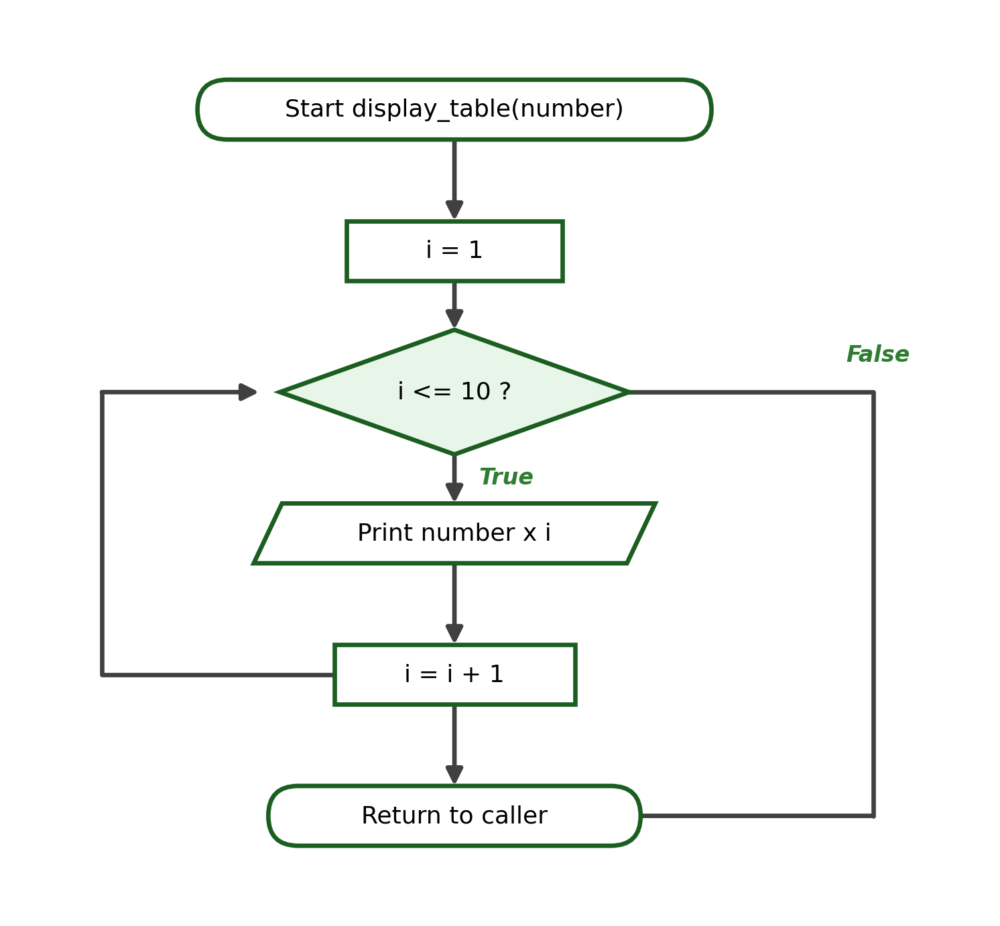 Start display_table(number)
i = 1
i <= 10 ?
False
True
Print number x i
i = i + 1
Return to caller